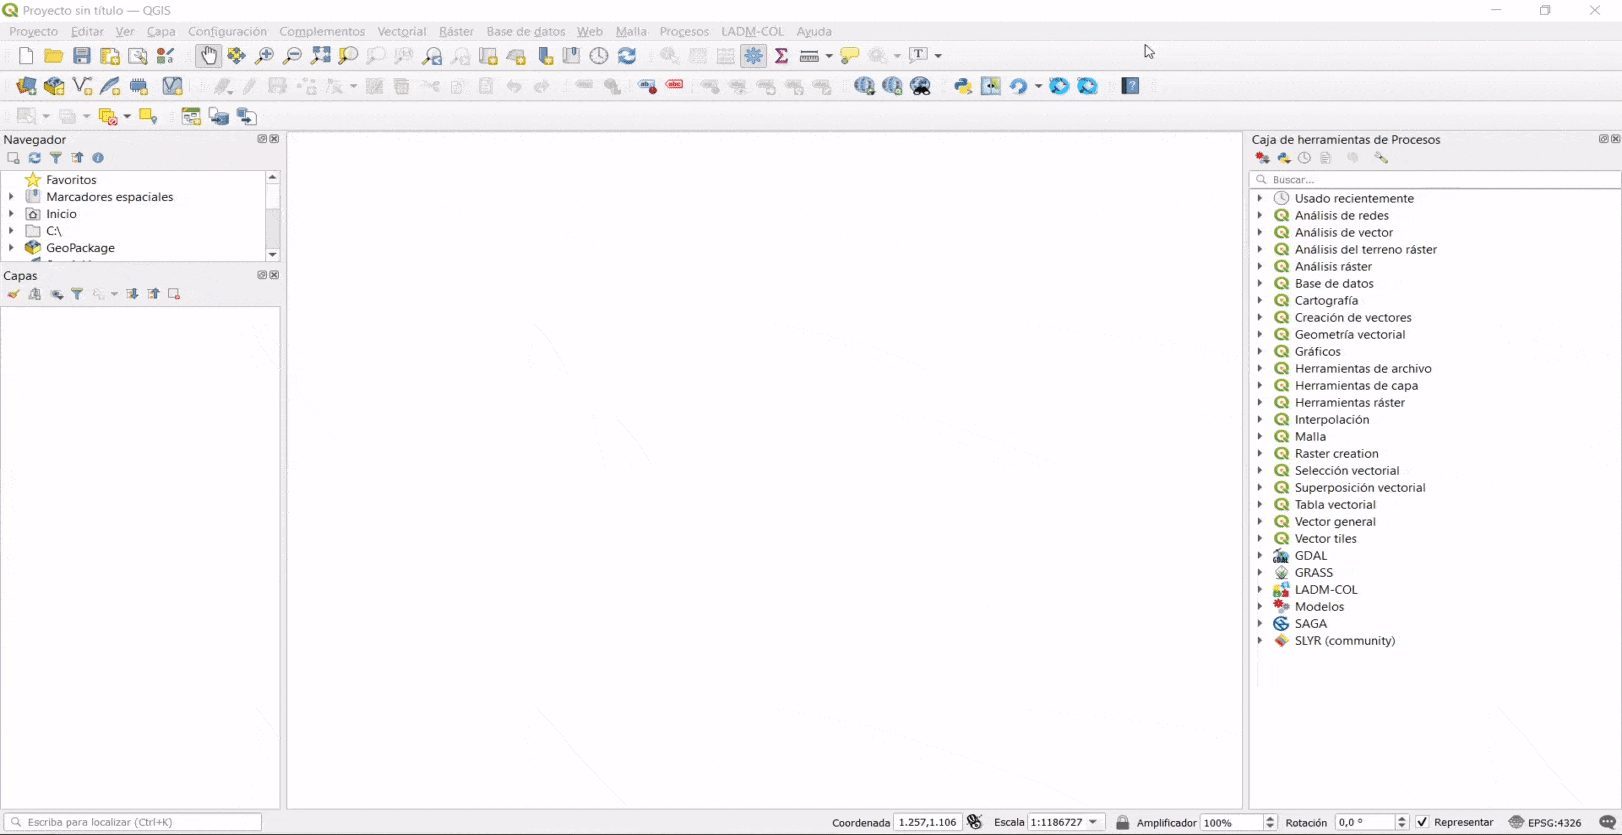 Proyecto sin título — QGIS
Proyecto Editar Ver Capa Configuración Complementos Vectorial Ráster Base de datos Web Malla Procesos LADM-COL Ayuda
Navegador
Favoritos
Marcadores espaciales
Inicio
C:\
GeoPackage
Capas
Caja de herramientas de Procesos
Buscar...
Usado recientemente
Análisis de redes
Análisis de vector
Análisis del terreno ráster
Análisis ráster
Base de datos
Cartografía
Creación de vectores
Geometría vectorial
Gráficos
Herramientas de archivo
Herramientas de capa
Herramientas ráster
Interpolación
Malla
Raster creation
Selección vectorial
Superposición vectorial
Tabla vectorial
Vector general
Vector tiles
GDAL
GRASS
LADM-COL
Modelos
SAGA
SLYR (community)
Escriba para localizar (Ctrl+K)
Coordenada 1.257,1.106 Escala 1:1186727 Amplificador 100% Rotación 0,0 ° Representar EPSG:4326